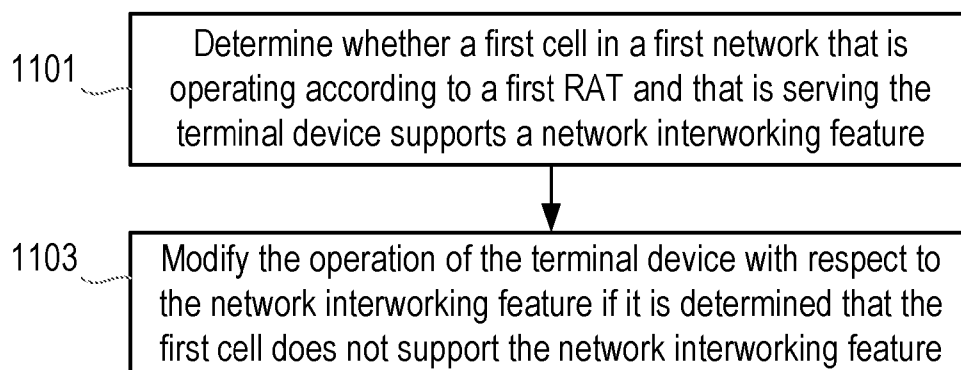 1101
Determine whether a first cell in a first network that is
operating according to a first RAT and that is serving the
terminal device supports a network interworking feature
1103
Modify the operation of the terminal device with respect to
the network interworking feature if it is determined that the
first cell does not support the network interworking feature